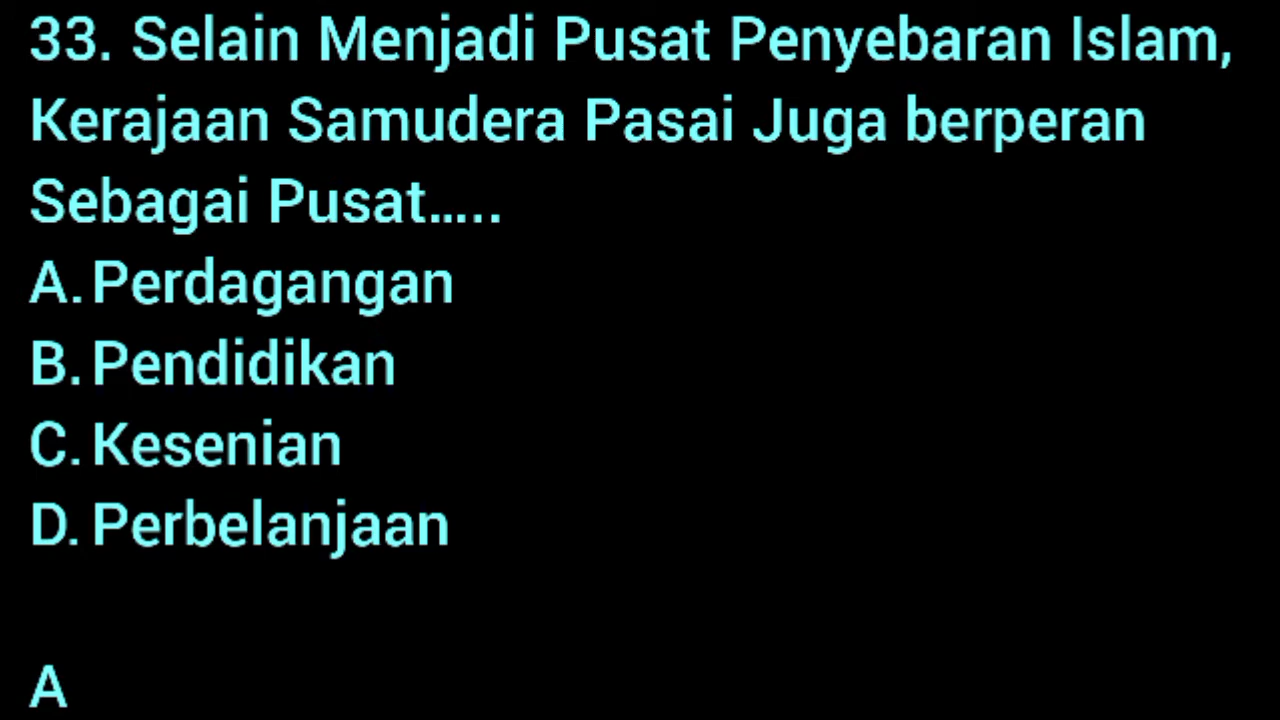 33. Selain Menjadi Pusat Penyebaran Islam,
Kerajaan Samudera Pasai Juga berperan
Sebagai Pusat.....
A. Perdagangan
B. Pendidikan
C. Kesenian
D. Perbelanjaan
A